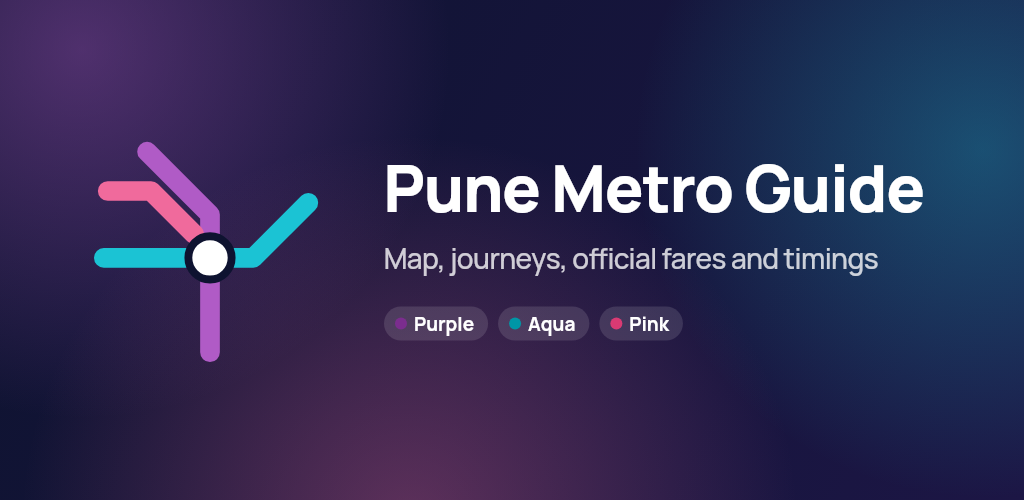 Pune Metro Guide
Map, journeys, official fares and timings
Purple Aqua Pink